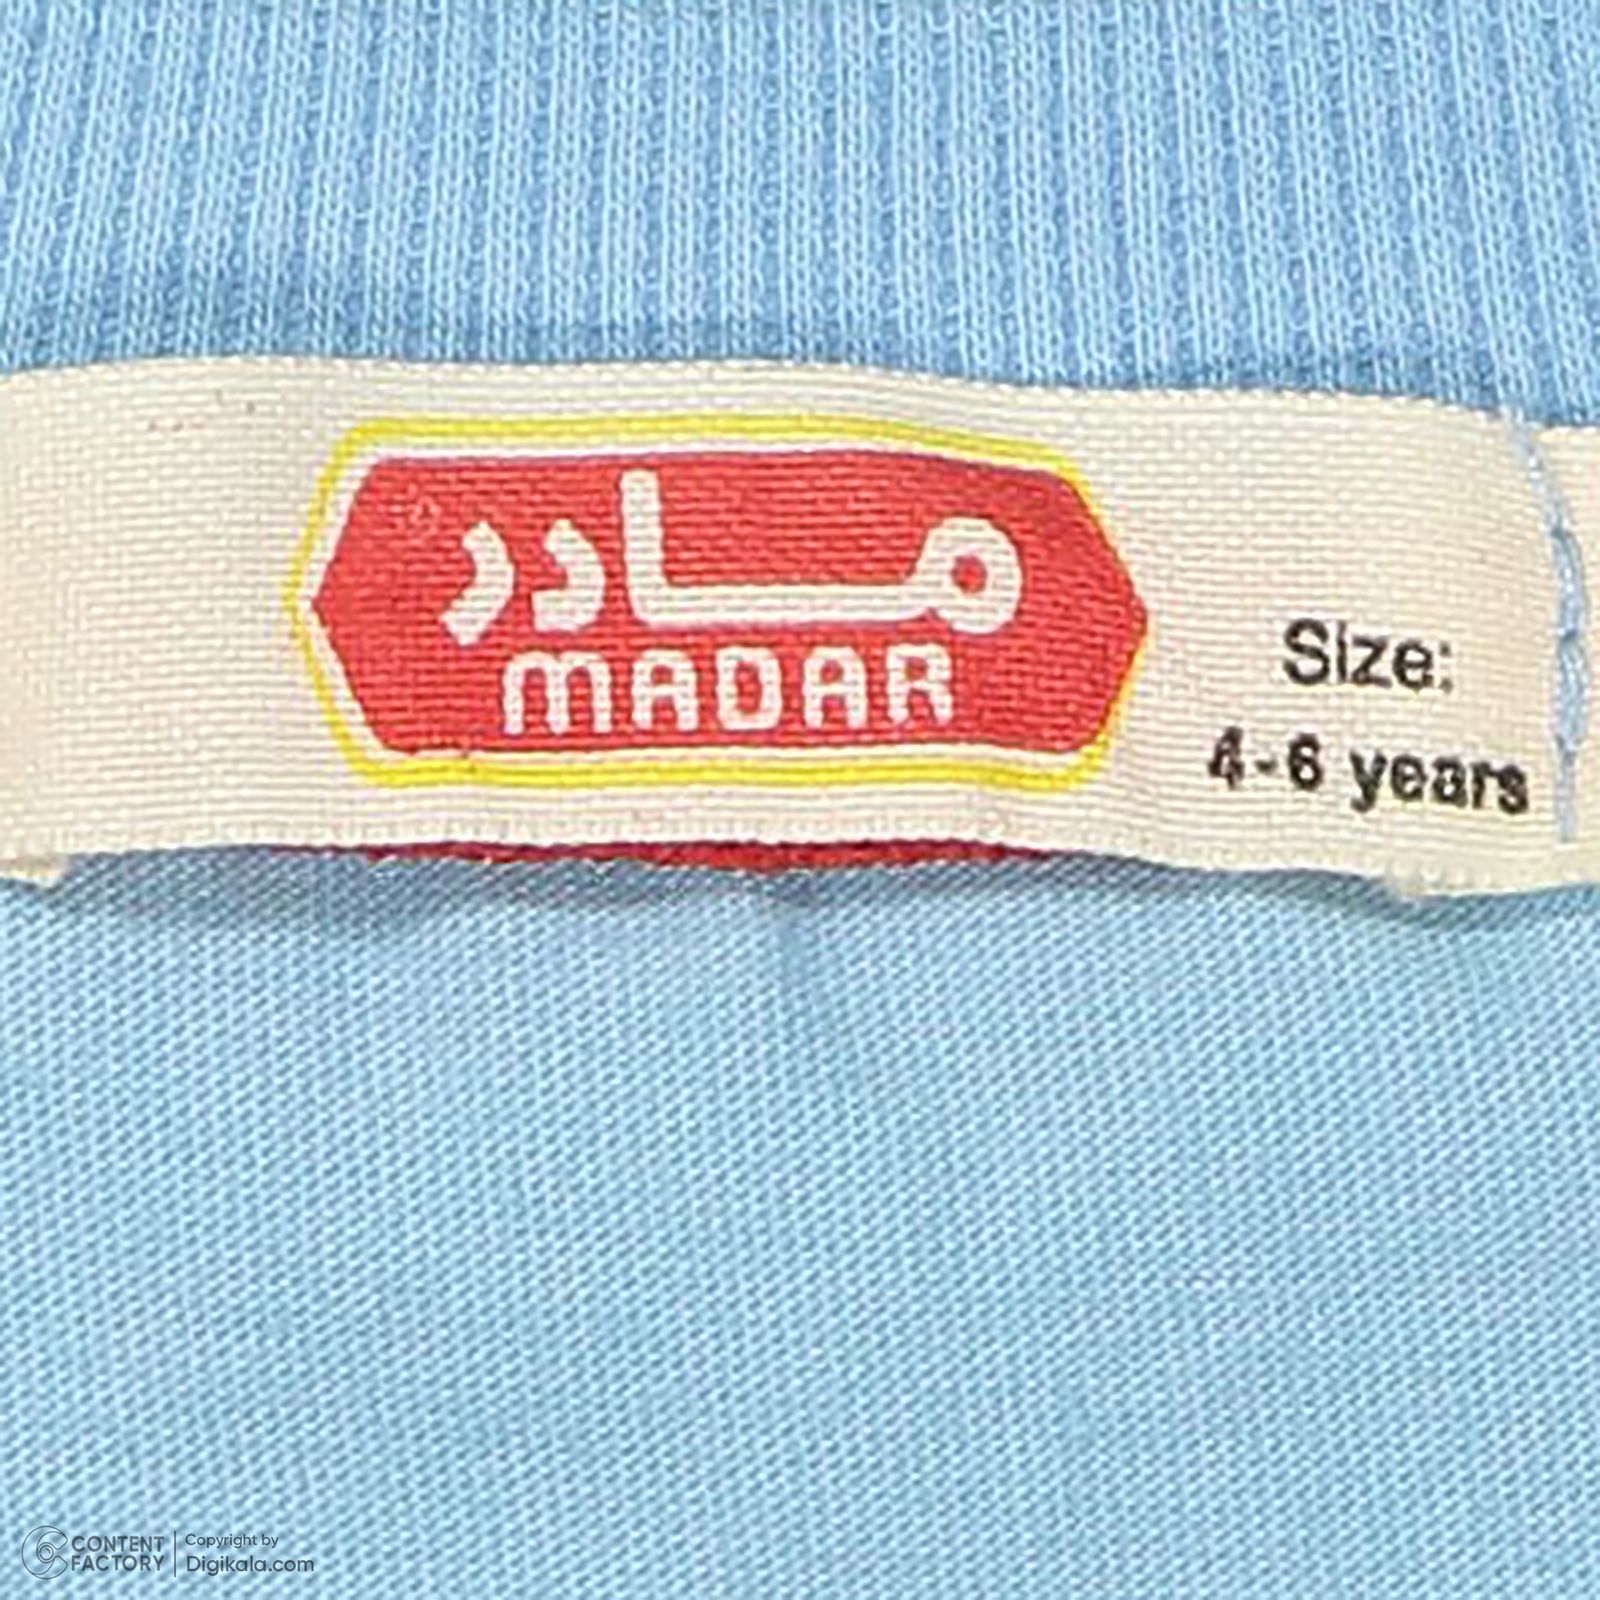 مادر
MADAR
Size:
4-6 years
CONTENT FACTORY
Copyright by
Digikala.com